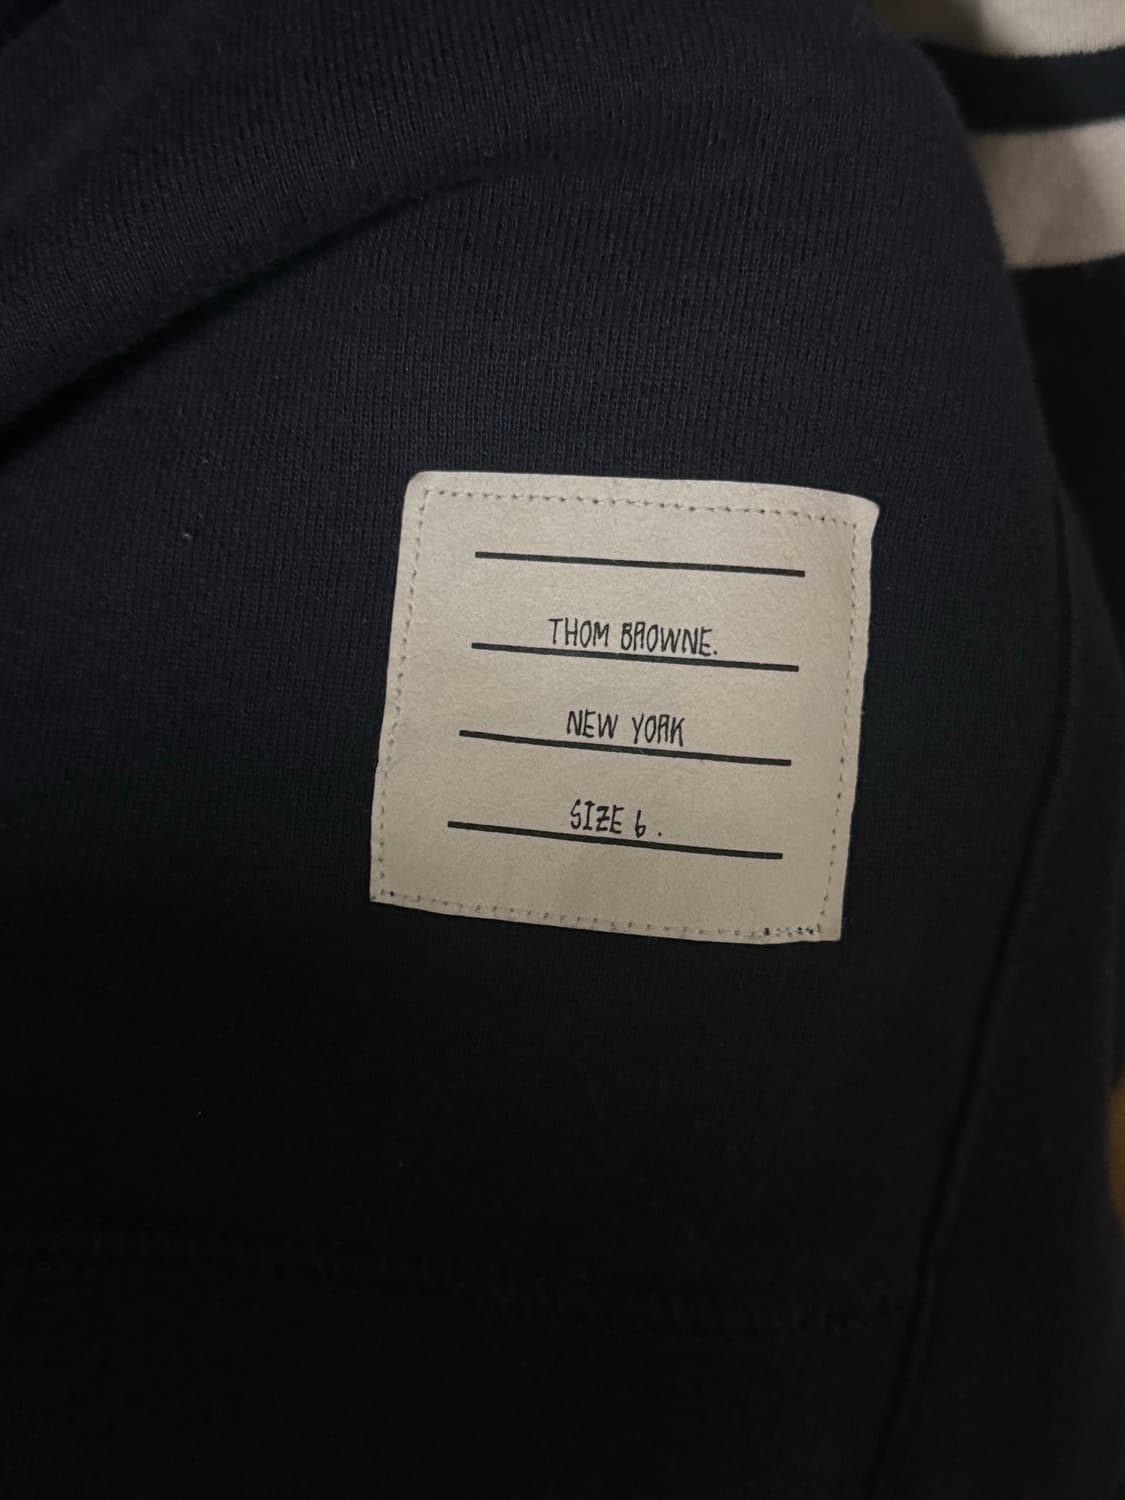 THOM BROWNE.
NEW YORK
SIZE 6.